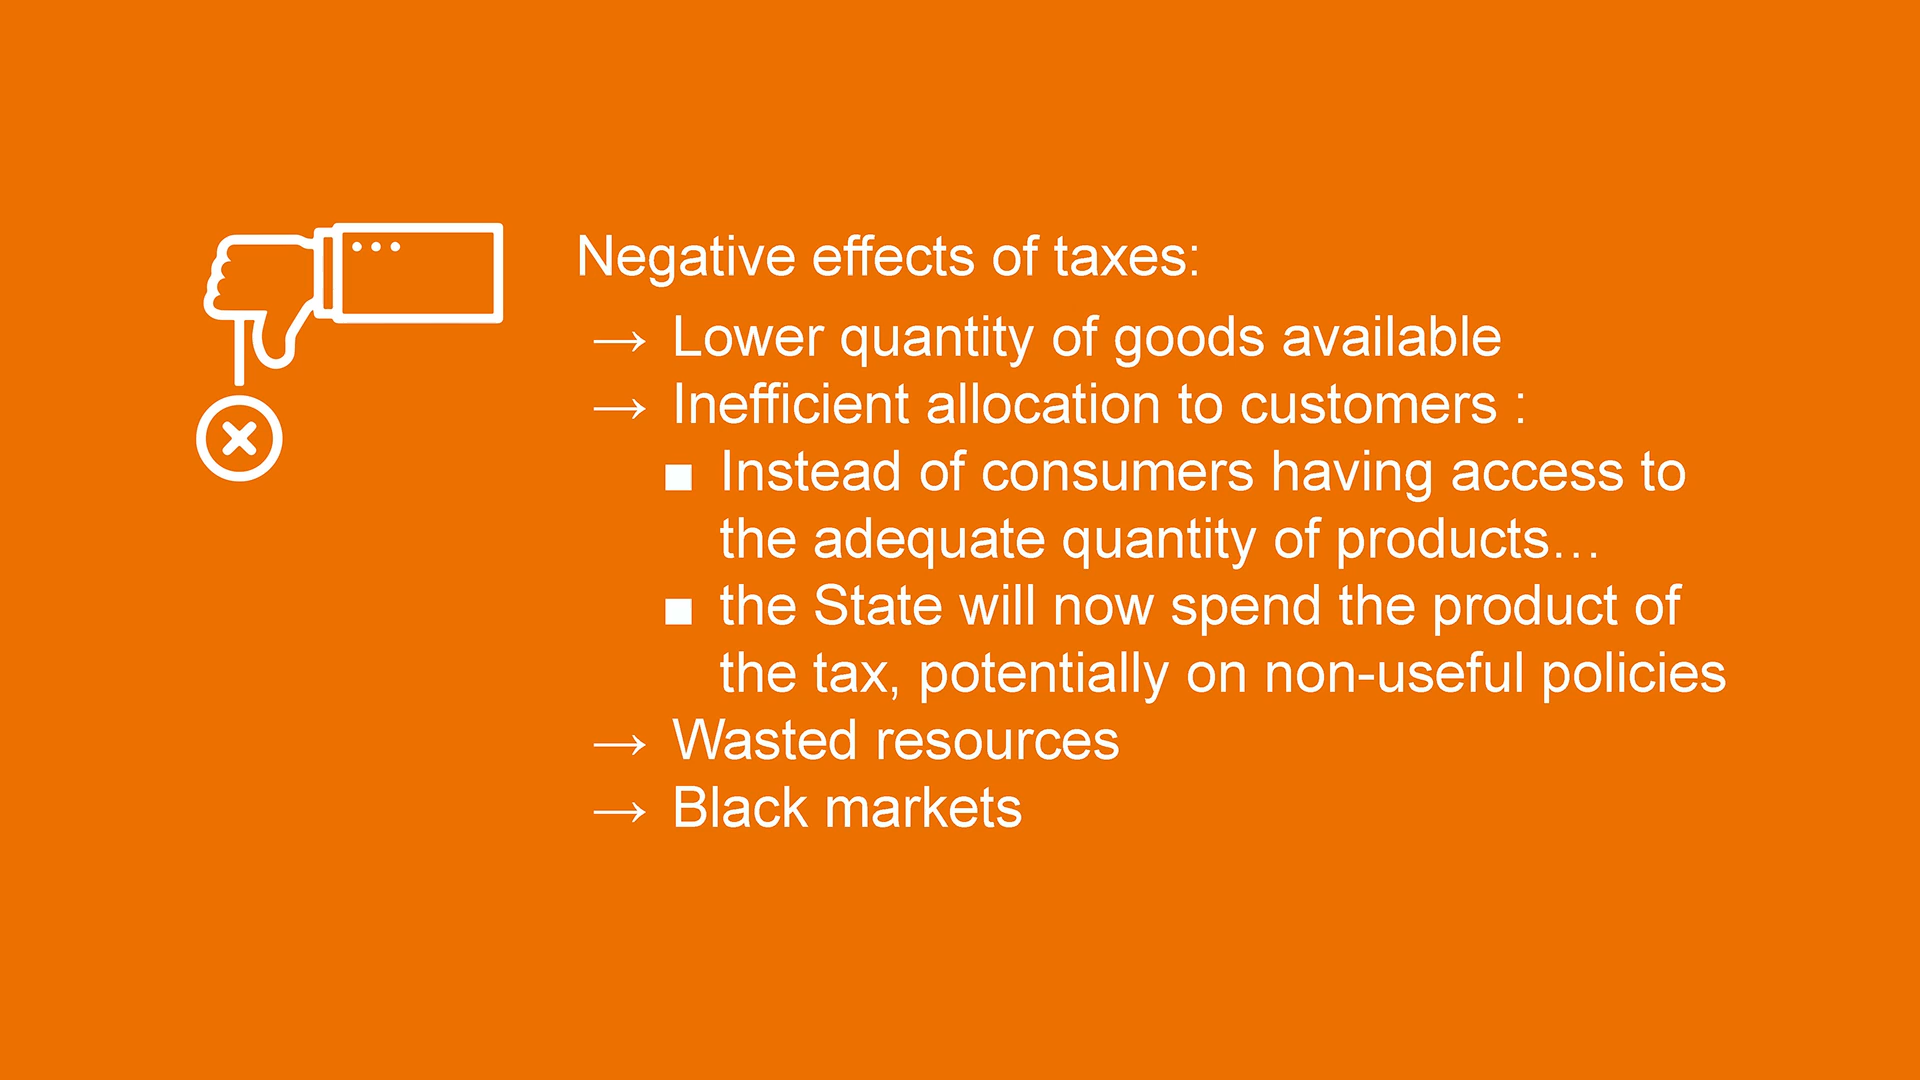 Negative effects of taxes:
→ Lower quantity of goods available
→ Inefficient allocation to customers :
■ Instead of consumers having access to
the adequate quantity of products…
■ the State will now spend the product of
the tax, potentially on non-useful policies
→ Wasted resources
→ Black markets